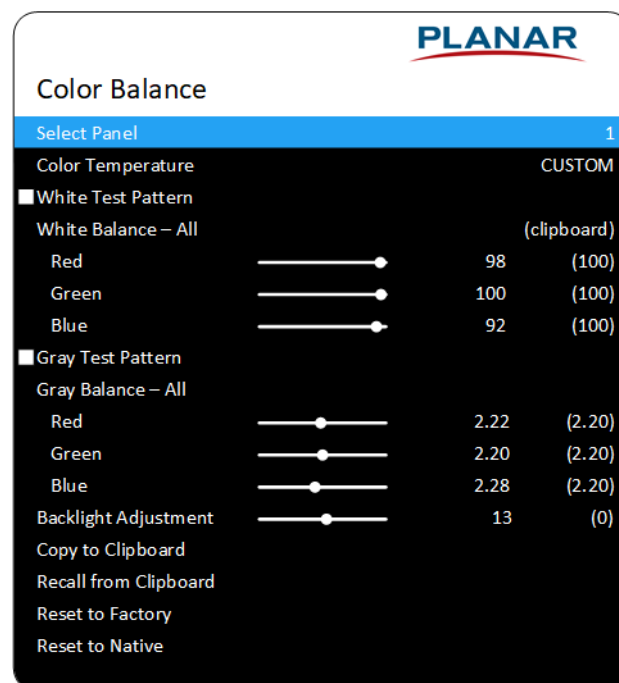 PLANAR
Color Balance
Select Panel 1
Color Temperature CUSTOM
White Test Pattern
White Balance – All (clipboard)
Red 98 (100)
Green 100 (100)
Blue 92 (100)
Gray Test Pattern
Gray Balance – All
Red 2.22 (2.20)
Green 2.20 (2.20)
Blue 2.28 (2.20)
Backlight Adjustment 13 (0)
Copy to Clipboard
Recall from Clipboard
Reset to Factory
Reset to Native